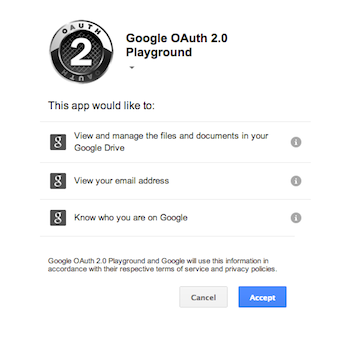 OAUTH
2
OAUTH
Google OAuth 2.0
Playground
This app would like to:
g
View and manage the files and documents in your
Google Drive
i
g
View your email address
i
g
Know who you are on Google
i
Google OAuth 2.0 Playground and Google will use this information in
accordance with their respective terms of service and privacy policies.
Cancel
Accept